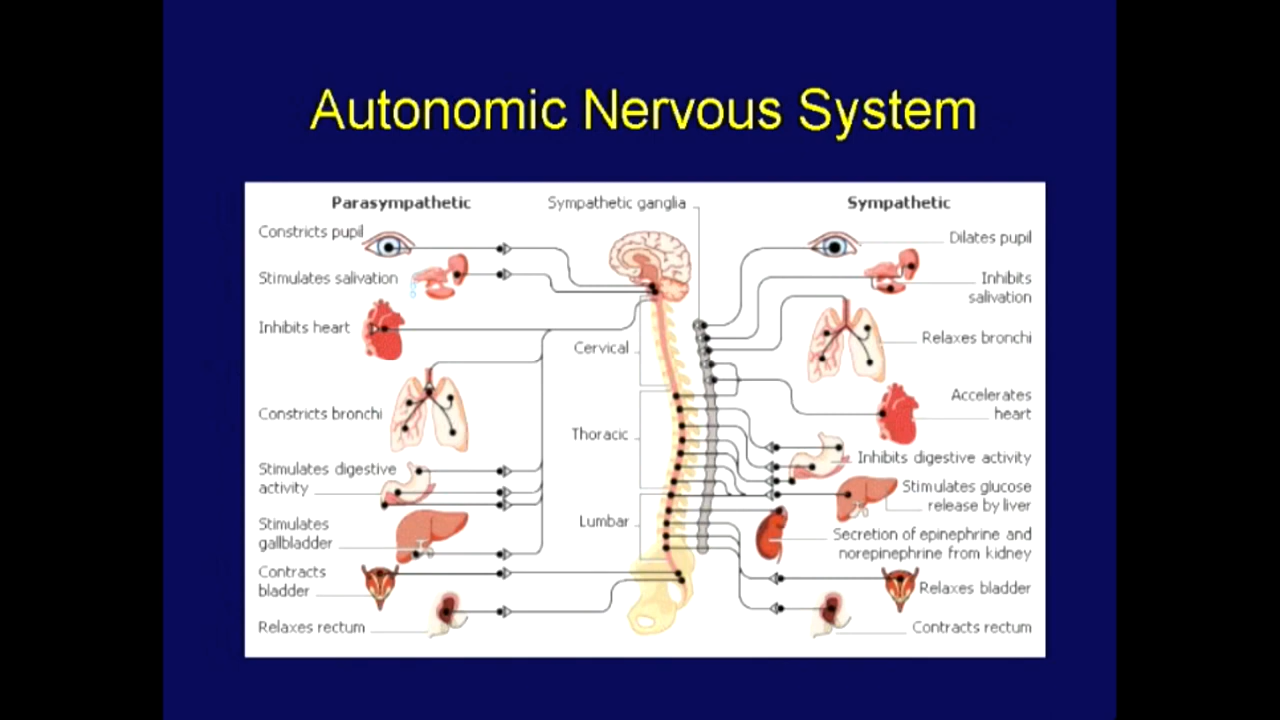 Autonomic Nervous System
Parasympathetic
Sympathetic ganglia
Sympathetic
Constricts pupil
Stimulates salivation
Inhibits heart
Constricts bronchi
Stimulates digestive
activity
Stimulates
gallbladder
Contracts
bladder
Relaxes rectum
Cervical
Thoracic
Lumbar
Dilates pupil
Inhibits
salivation
Relaxes bronchi
Accelerates
heart
Inhibits digestive activity
Stimulates glucose
release by liver
Secretion of epinephrine and
norepinephrine from kidney
Relaxes bladder
Contracts rectum